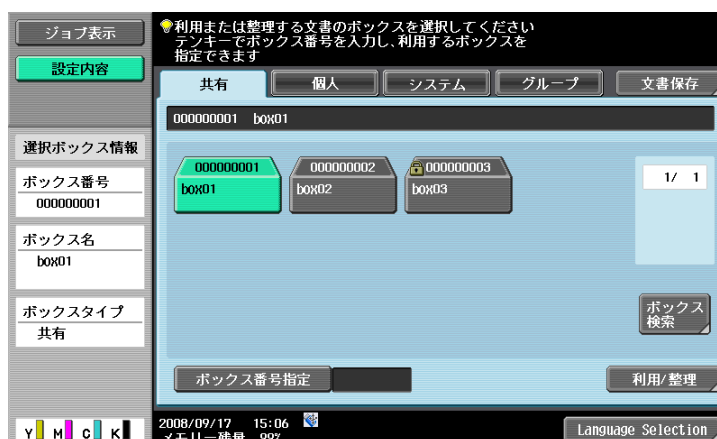 ジョブ表示
設定内容
利用または整理する文書のボックスを選択してください
テンキーでボックス番号を入力し､利用するボックスを
指定できます
共有
個人
システム
グループ
文書保存
000000001 box01
選択ボックス情報
ボックス番号
000000001
ボックス名
box01
ボックスタイプ
共有
000000001
box01
000000002
box02
000000003
box03
1/ 1
ボックス
検索
ボックス番号指定
利用/整理
Y M C K
2008/09/17 15:06
メモリー残量 99%
Language Selection